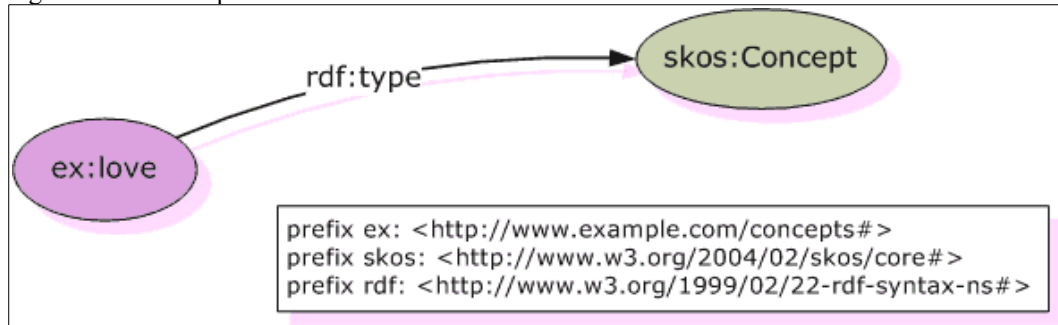 skos:Concept
rdf:type
ex:love
prefix ex: <http://www.example.com/concepts#>
prefix skos: <http://www.w3.org/2004/02/skos/core#>
prefix rdf: <http://www.w3.org/1999/02/22-rdf-syntax-ns#>